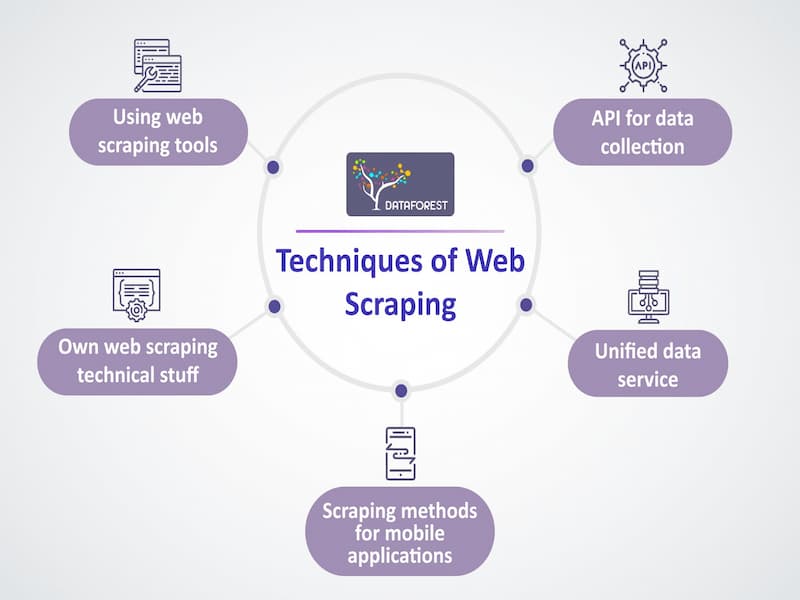 Using web
scraping tools
API
API for data
collection
DATAFOREST
Techniques of Web
Scraping
Own web scraping
technical stuff
Unified data
service
Scraping methods
for mobile
applications